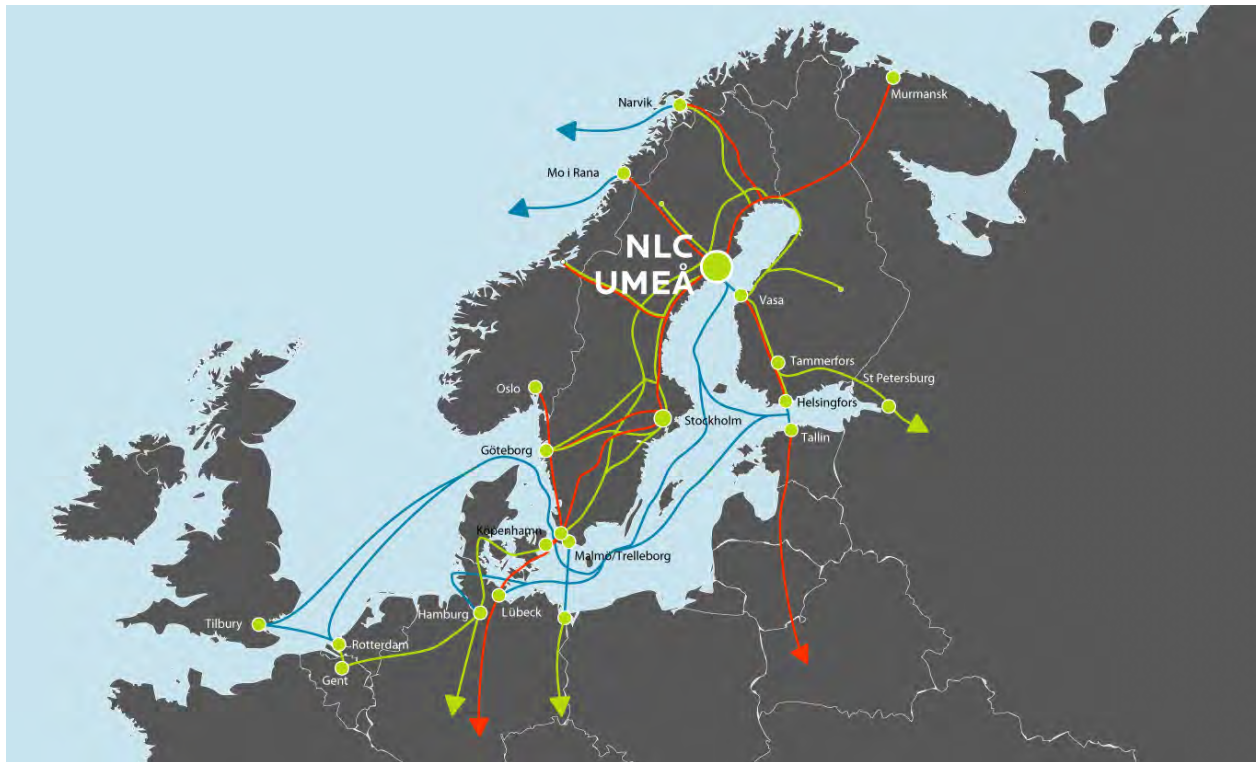 Murmansk
Narvik
Mo i Rana
NLC
UMEÅ
Vasa
Tammerfors
St Petersburg
Oslo
Helsingfors
Stockholm
Tallin
Göteborg
Köpenhamn
Malmö/Trelleborg
Hamburg
Lübeck
Tilbury
Rotterdam
Gent